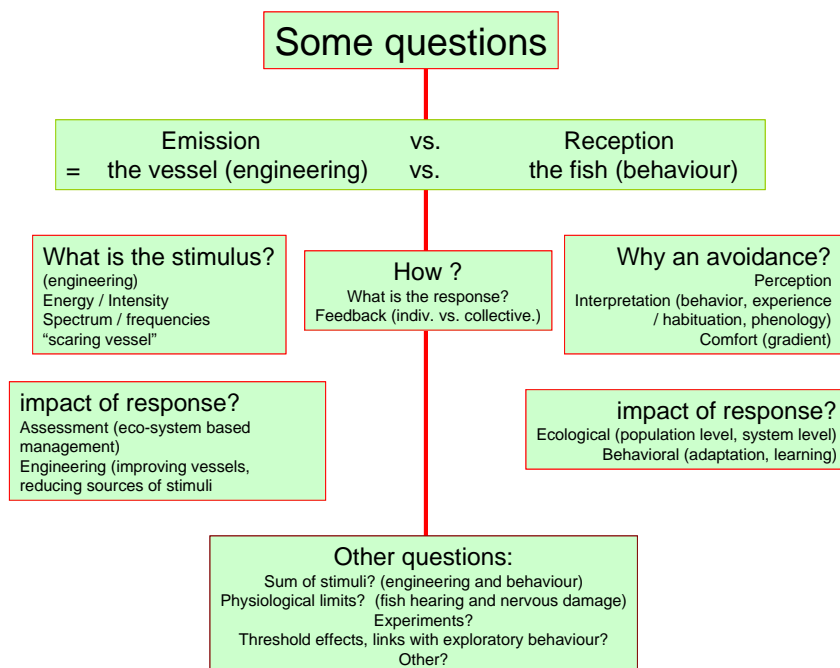 Some questions
Emission vs. Reception
= the vessel (engineering) vs. the fish (behaviour)
What is the stimulus?
(engineering)
Energy / Intensity
Spectrum / frequencies
“scaring vessel”
How ?
What is the response?
Feedback (indiv. vs. collective.)
Why an avoidance?
Perception
Interpretation (behavior, experience
/ habituation, phenology)
Comfort (gradient)
impact of response?
Assessment (eco-system based
management)
Engineering (improving vessels,
reducing sources of stimuli
impact of response?
Ecological (population level, system level)
Behavioral (adaptation, learning)
Other questions:
Sum of stimuli? (engineering and behaviour)
Physiological limits? (fish hearing and nervous damage)
Experiments?
Threshold effects, links with exploratory behaviour?
Other?